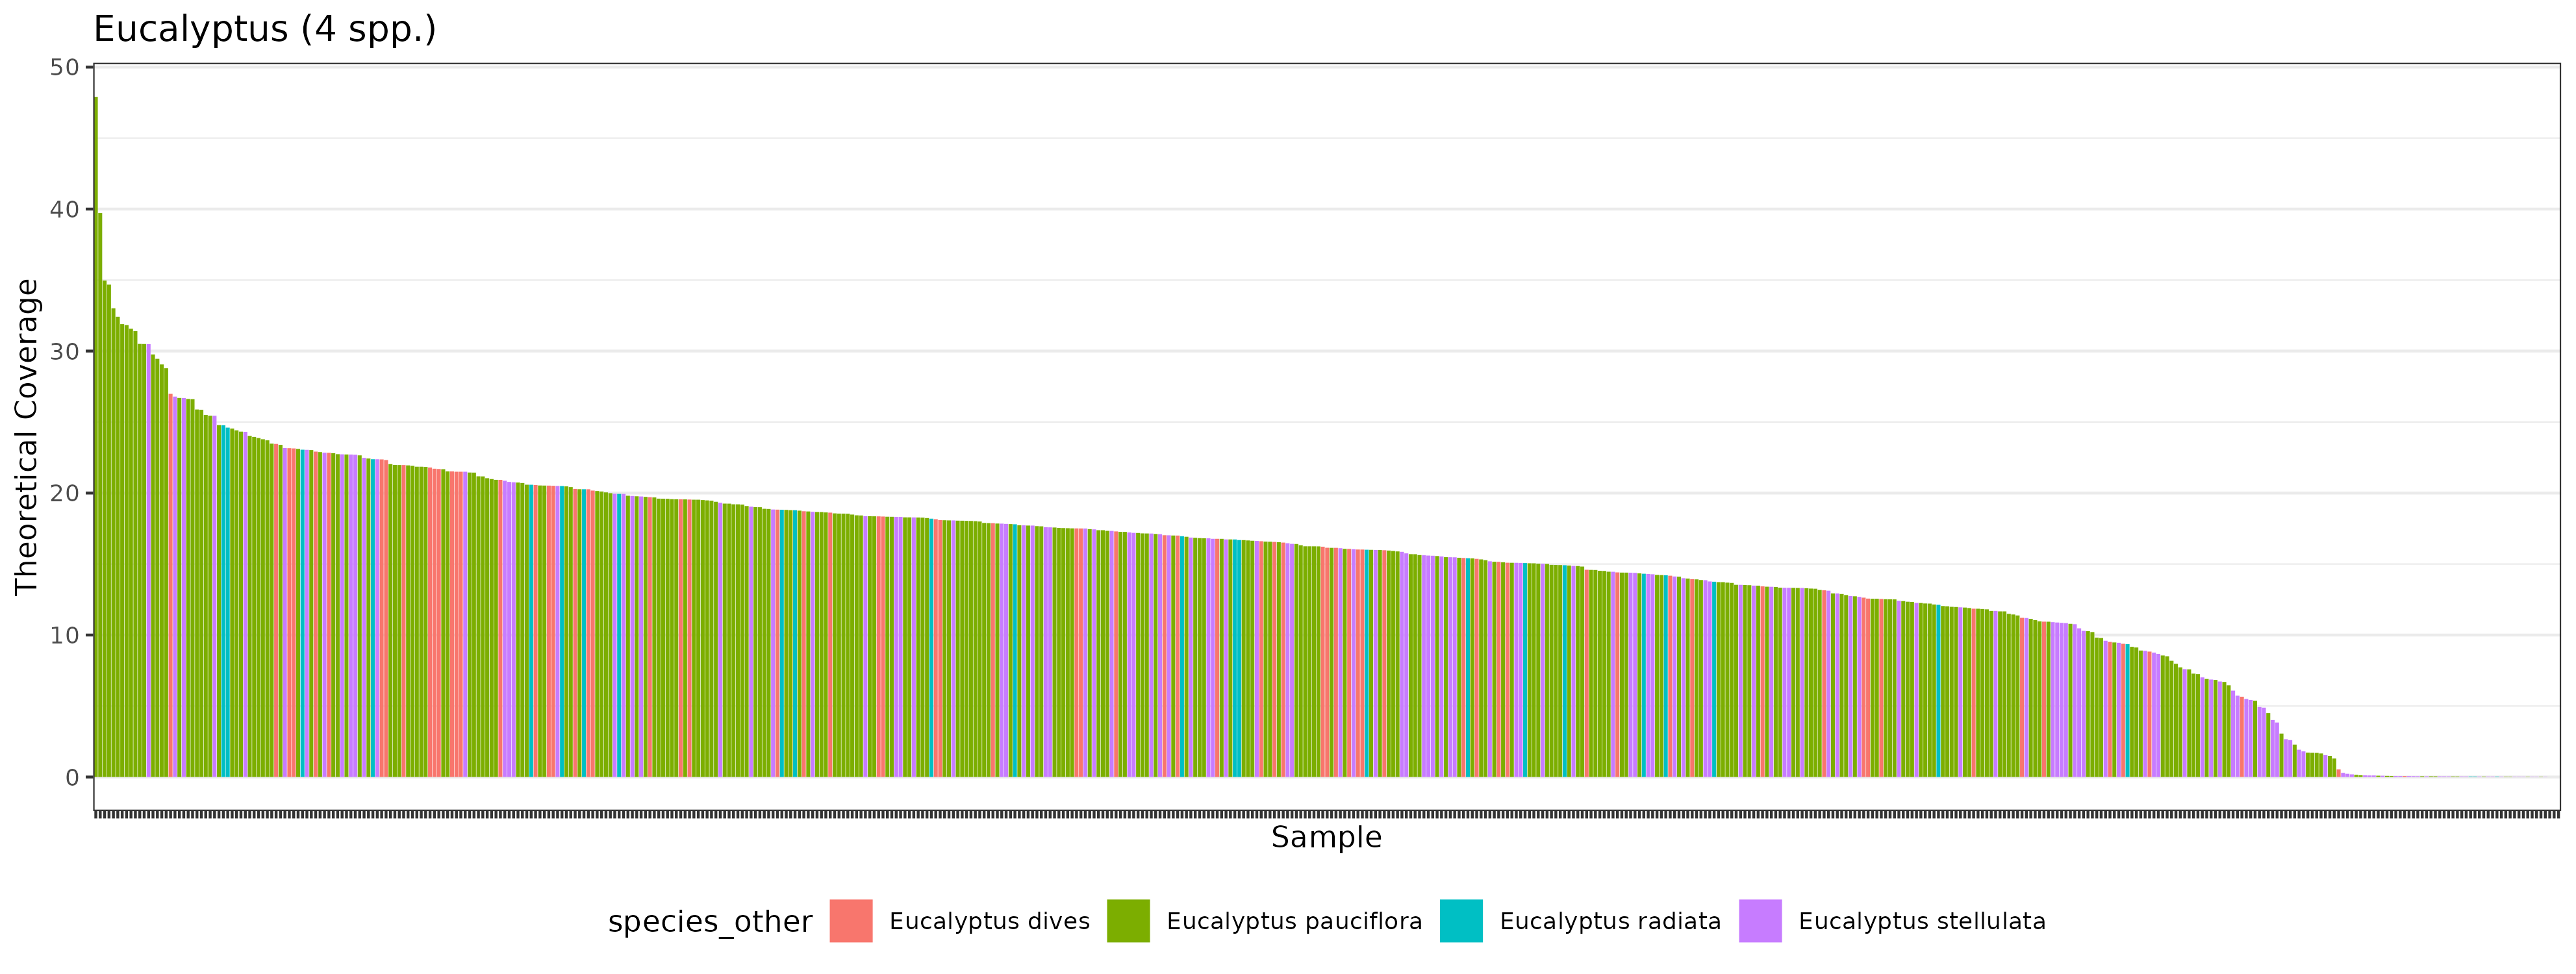 Eucalyptus (4 spp.)
50
40
30
20
10
0
Theoretical Coverage
Sample
species_other Eucalyptus dives Eucalyptus pauciflora Eucalyptus radiata Eucalyptus stellulata